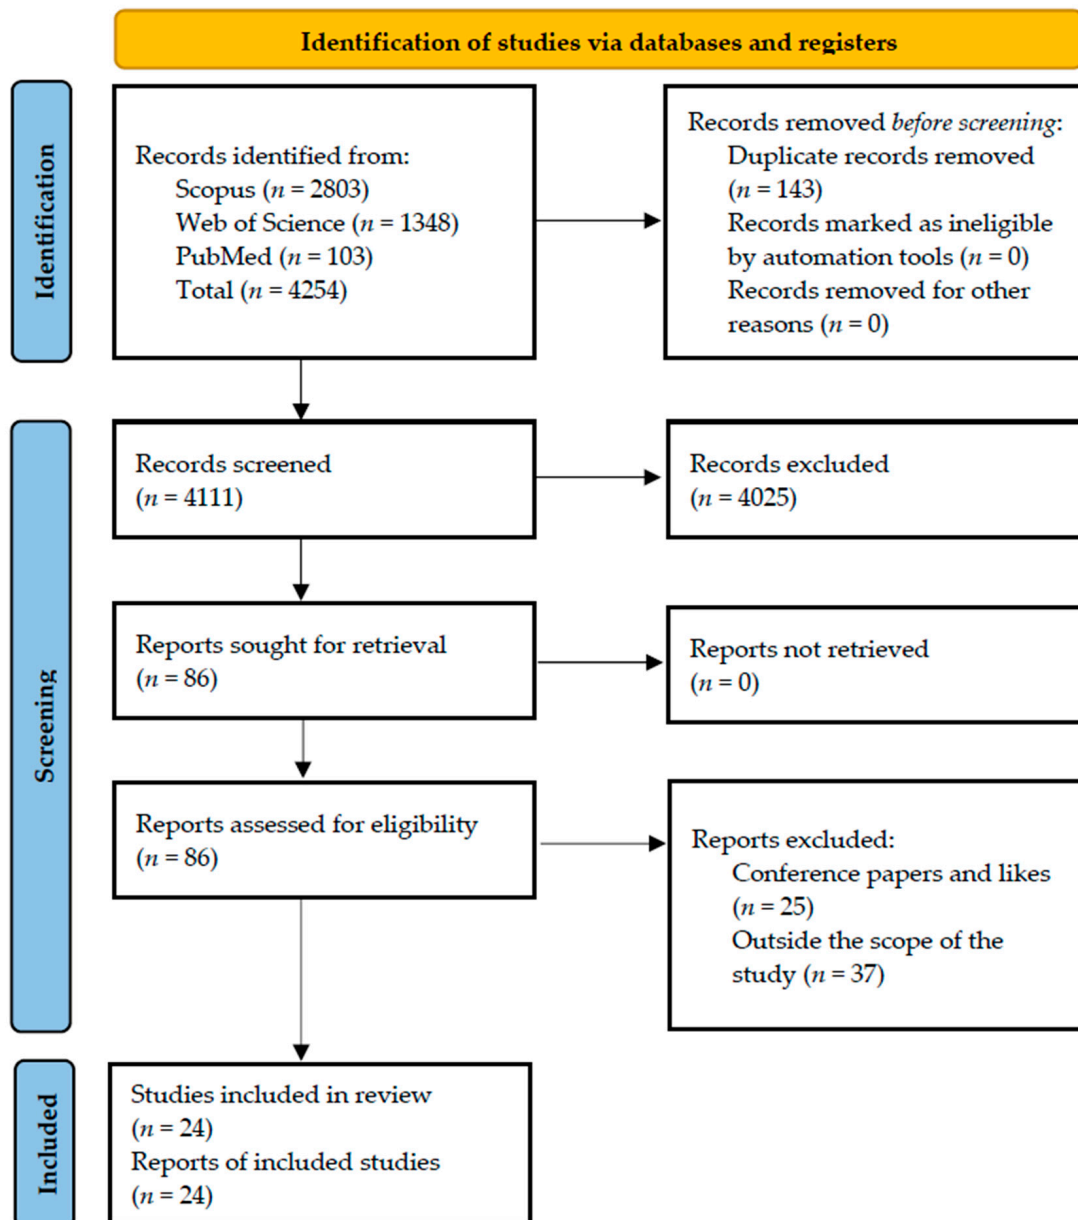 Identification of studies via databases and registers
Identification
Records identified from:
Scopus (n = 2803)
Web of Science (n = 1348)
PubMed (n = 103)
Total (n = 4254)
Records removed before screening:
Duplicate records removed
(n = 143)
Records marked as ineligible
by automation tools (n = 0)
Records removed for other
reasons (n = 0)
Screening
Records screened
(n = 4111)
Records excluded
(n = 4025)
Reports sought for retrieval
(n = 86)
Reports not retrieved
(n = 0)
Reports assessed for eligibility
(n = 86)
Reports excluded:
Conference papers and likes
(n = 25)
Outside the scope of the
study (n = 37)
Included
Studies included in review
(n = 24)
Reports of included studies
(n = 24)